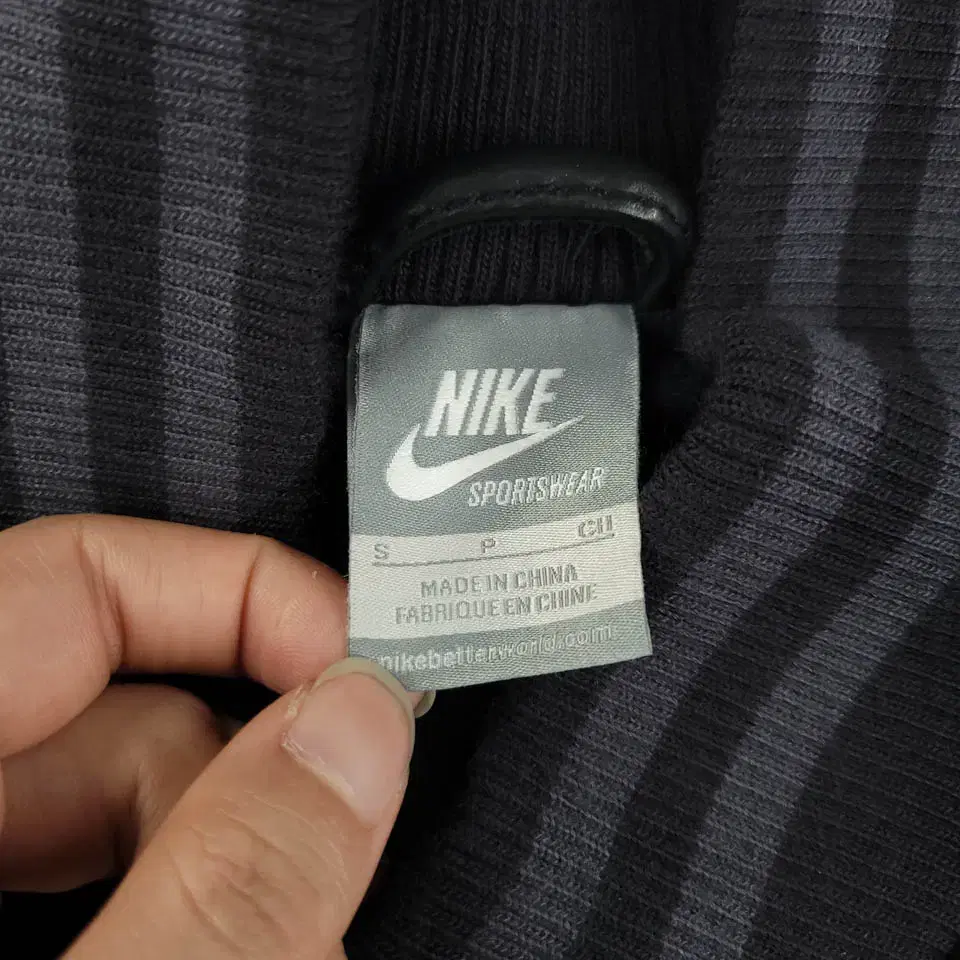 NIKE
SPORTSWEAR
S P CH
MADE IN CHINA
FABRIQUE EN CHINE
nikebetterworld.com